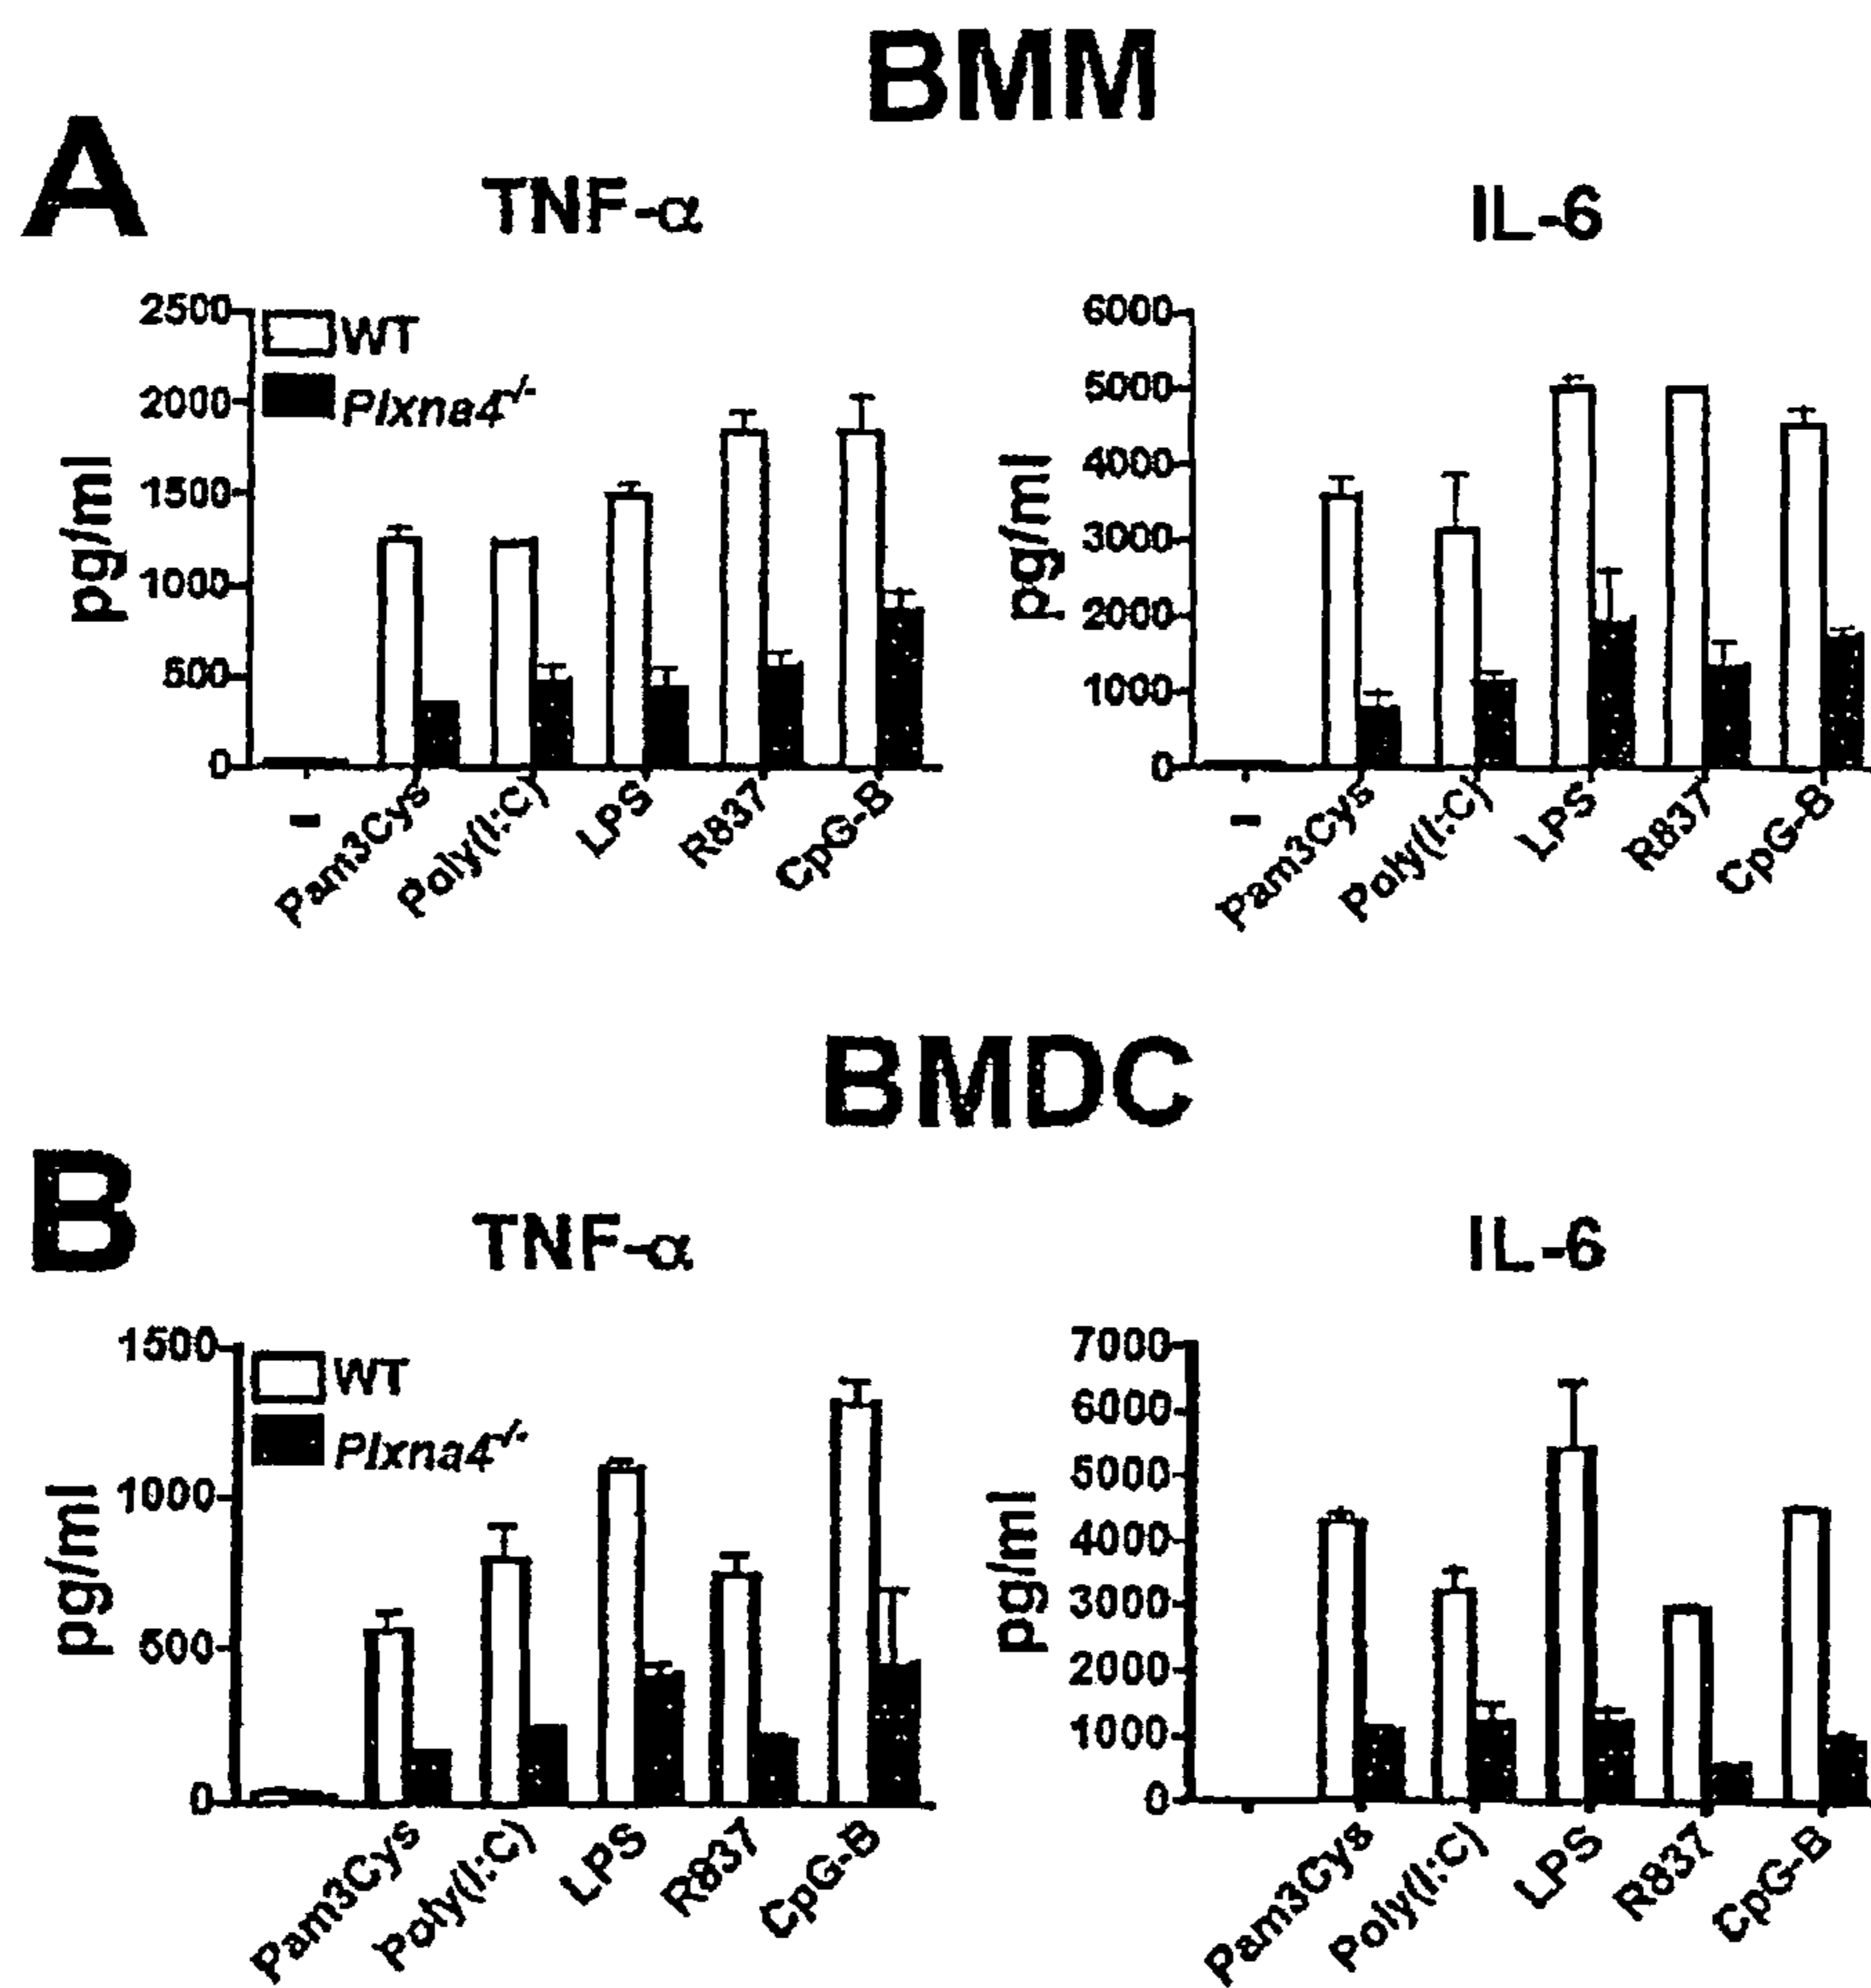 BMM
A
TNF-α
IL-6
2500
2000
1500
1000
500
0
pg/ml
WT
Plxna4-/-
-
Pam3Cys
Poly(I:C)
LPS
R837
CpG-B
6000
5000
4000
3000
2000
1000
0
pg/ml
-
Pam3Cys
Poly(I:C)
LPS
R837
CpG-B
BMDC
B
TNF-α
IL-6
1500
1000
500
0
pg/ml
WT
Plxna4-/-
Pam3Cys
Poly(I:C)
LPS
R837
CpG-B
7000
6000
5000
4000
3000
2000
1000
0
pg/ml
Pam3Cys
Poly(I:C)
LPS
R837
CpG-B